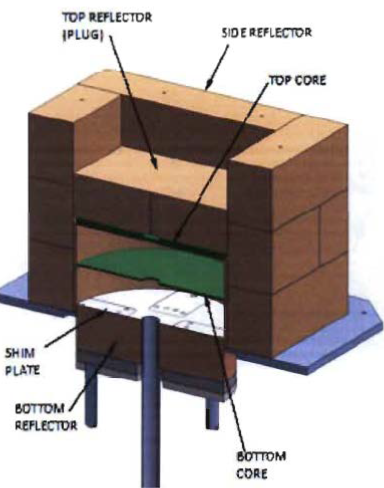 TOP REFLECTOR
(PLUG)
SIDE REFLECTOR
TOP CORE
SHIM
PLATE
BOTTOM
REFLECTOR
BOTTOM
CORE